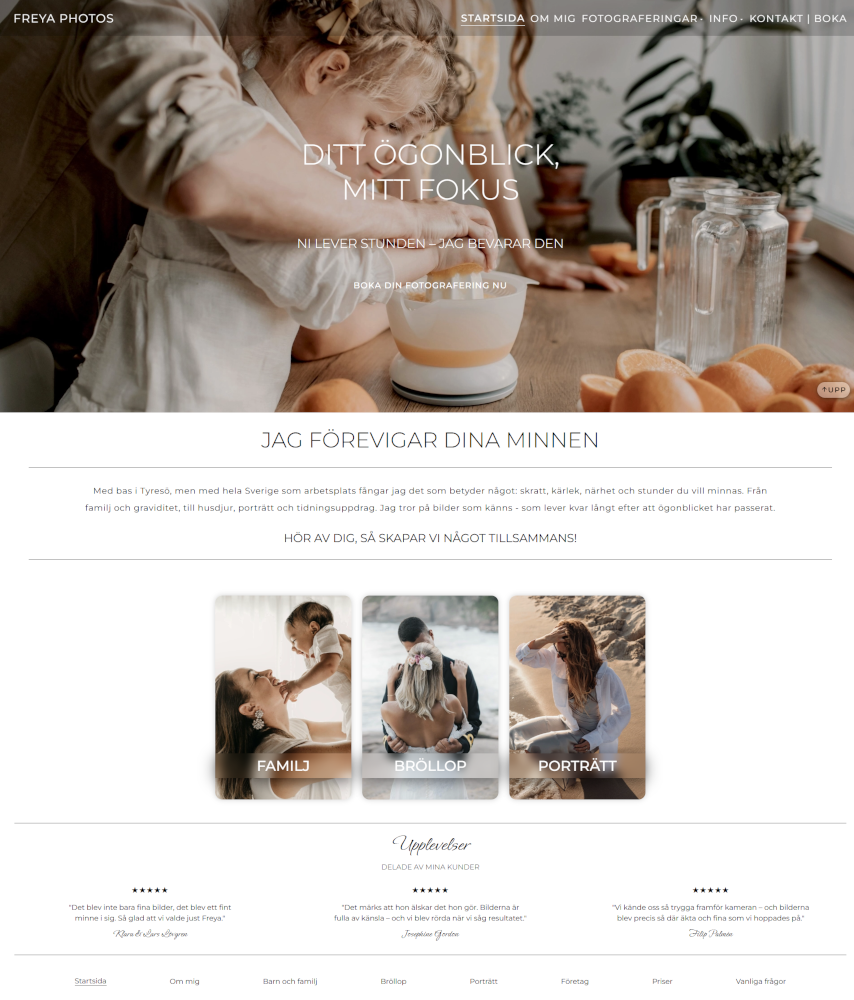 FREYA PHOTOS
STARTSIDA OM MIG FOTOGRAFERINGAR INFO KONTAKT | BOKA
DITT ÖGONBLICK,
MITT FOKUS
NI LEVER STUNDEN – JAG BEVARAR DEN
BOKA DIN FOTOGRAFERING NU
↑UPP
JAG FÖREVIGAR DINA MINNEN
Med bas i Tyresö, men med hela Sverige som arbetsplats fångar jag det som betyder något: skratt, kärlek, närhet och stunder du vill minnas. Från
familj och graviditet, till husdjur, porträtt och tidningsuppdrag. Jag tror på bilder som känns - som lever kvar långt efter att ögonblicket har passerat.
HÖR AV DIG, SÅ SKAPAR VI NÅGOT TILLSAMMANS!
FAMILJ
BRÖLLOP
PORTRÄTT
Upplevelser
DELADE AV MINA KUNDER
★★★★★
"Det blev inte bara fina bilder, det blev ett fint
minne i sig. Så glad att vi valde just Freya."
Klara & Lars Lövgren
★★★★★
"Det märks att hon älskar det hon gör. Bilderna är
fulla av känsla – och vi blev rörda när vi såg resultatet."
Josephine Gordon
★★★★★
"Vi kände oss så trygga framför kameran – och bilderna
blev precis så där äkta och fina som vi hoppades på."
Filip Palmén
Startsida Om mig Barn och familj Bröllop Porträtt Företag Priser Vanliga frågor